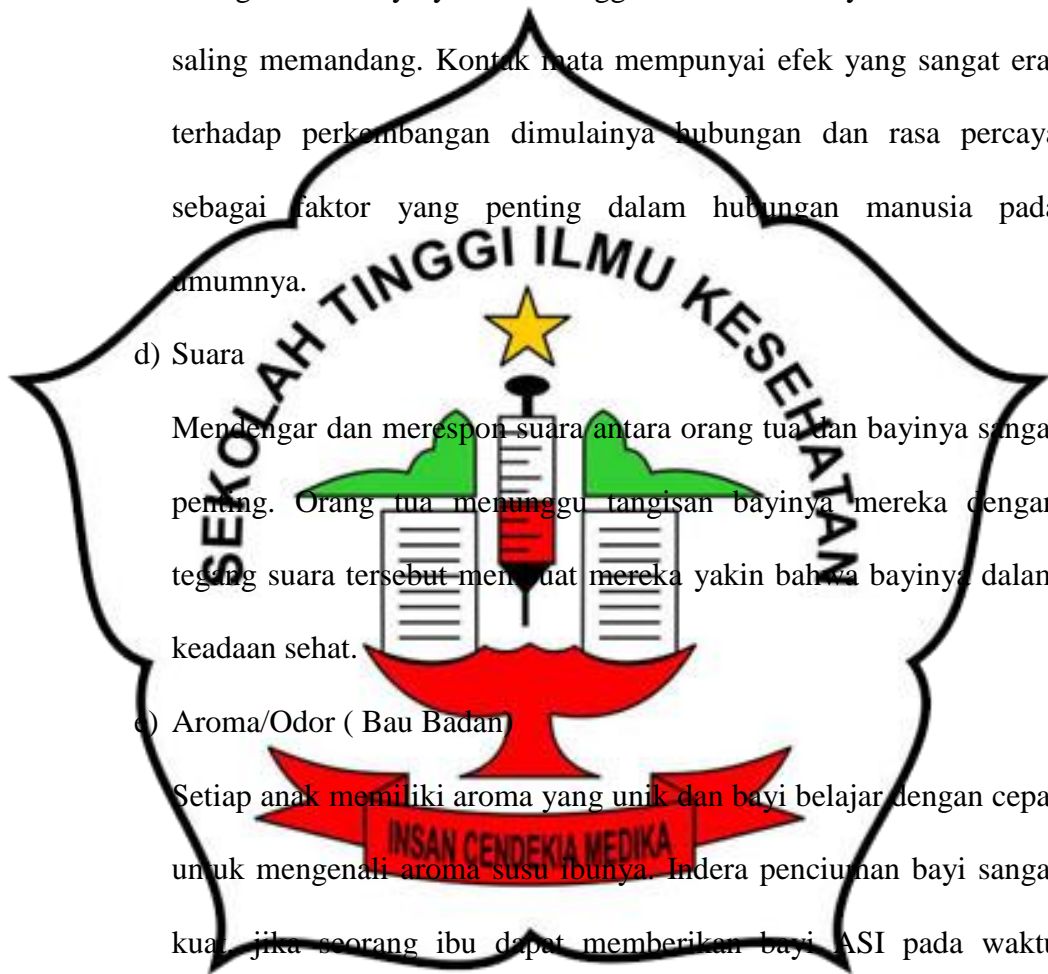 saling memandang. Kontak mata mempunyai efek yang sangat era
terhadap perkembangan dimulainya hubungan dan rasa percaya
sebagai faktor yang penting dalam hubungan manusia pada
umumnya.
SEKOLAH TINGGI ILMU KESEHATAN
d) Suara
Mendengar dan merespon suara antara orang tua dan bayinya sanga
penting. Orang tua menunggu tangisan bayinya mereka dengan
tegang suara tersebut membuat mereka yakin bahwa bayinya dalam
keadaan sehat.
e) Aroma/Odor ( Bau Badan)
Setiap anak memiliki aroma yang unik dan bayi belajar dengan cepa
INSAN CENDEKIA MEDIKA
untuk mengenali aroma susu ibunya. Indera penciuman bayi sanga
kuat, jika seorang ibu dapat memberikan bayi ASI pada waktu